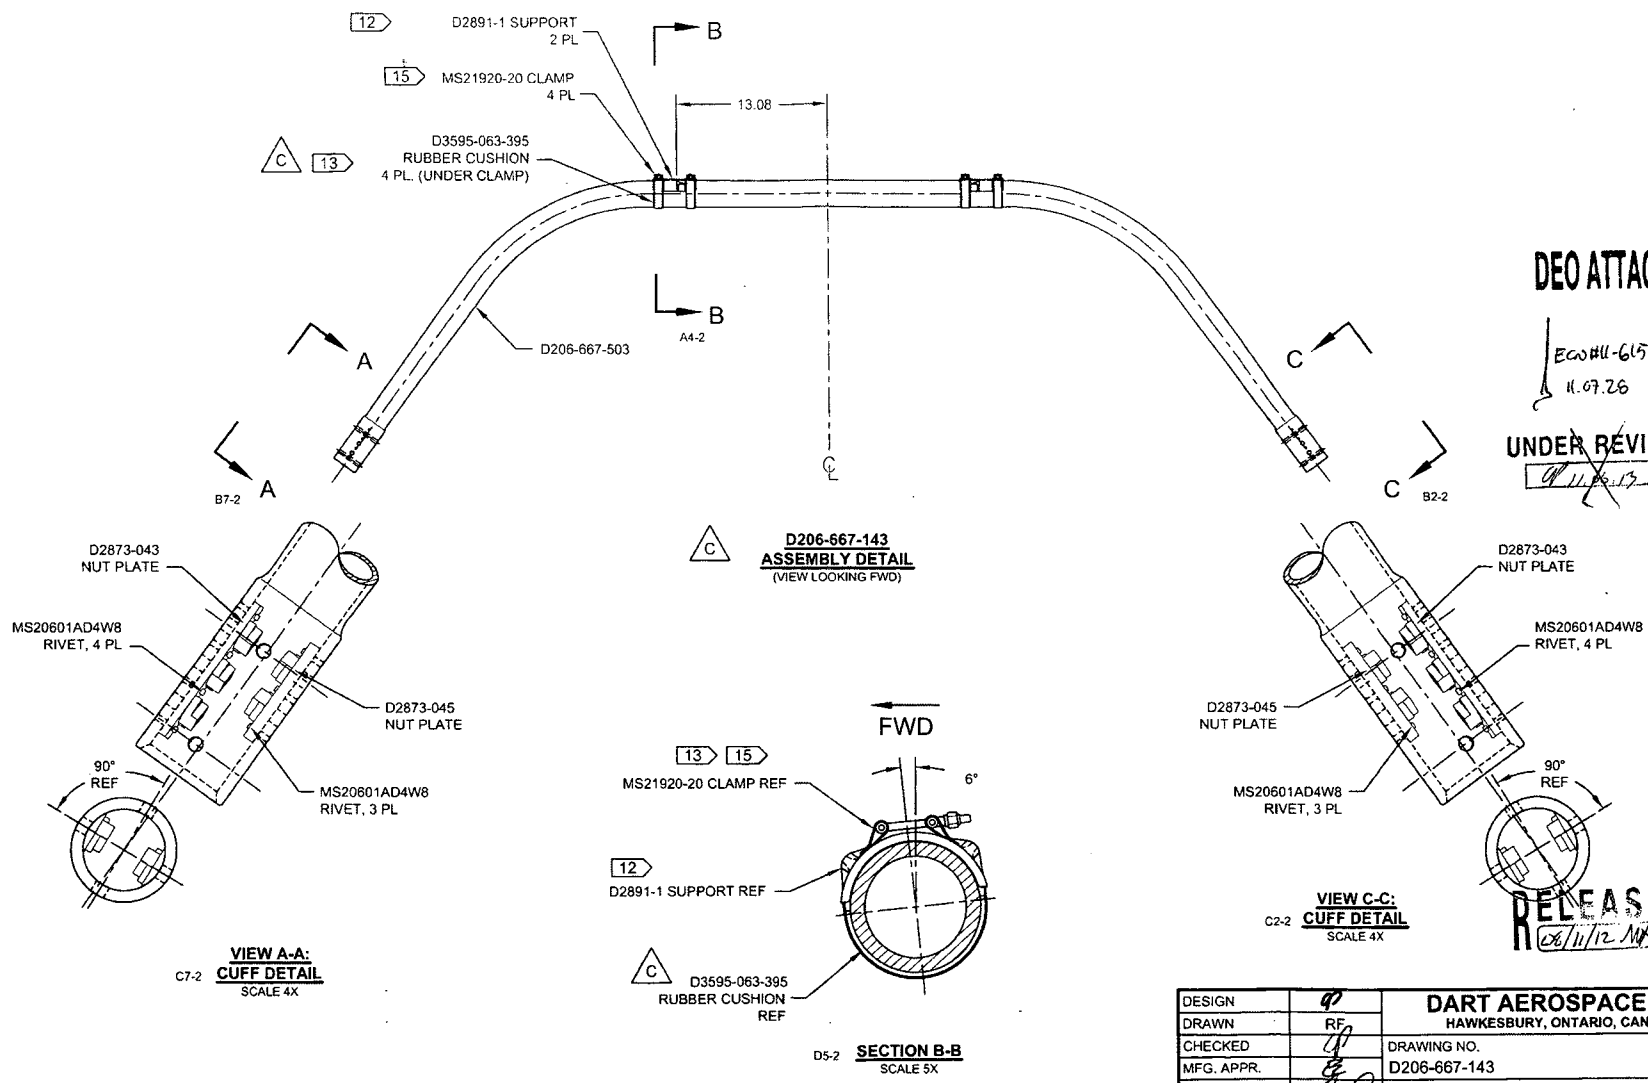 12
D2891-1 SUPPORT
2 PL
B
15
MS21920-20 CLAMP
4 PL
13.08
C
13
D3595-063-395
RUBBER CUSHION
4 PL. (UNDER CLAMP)
DEO ATTAC
B
A4-2
D206-667-503
A
C
11.07.26
UNDER REVI
A
B7-2
C
B2-2
C
D206-667-143
ASSEMBLY DETAIL
(VIEW LOOKING FWD)
D2873-043
NUT PLATE
MS20601AD4W8
RIVET, 4 PL
D2873-045
NUT PLATE
90°
REF
MS20601AD4W8
RIVET, 3 PL
VIEW A-A:
C7-2 CUFF DETAIL
SCALE 4X
FWD
13 15
MS21920-20 CLAMP REF
6°
12
D2891-1 SUPPORT REF
C
D3595-063-395
RUBBER CUSHION
REF
D5-2 SECTION B-B
SCALE 5X
D2873-043
NUT PLATE
MS20601AD4W8
RIVET, 4 PL
D2873-045
NUT PLATE
MS20601AD4W8
RIVET, 3 PL
90°
REF
VIEW C-C:
C2-2 CUFF DETAIL
SCALE 4X
RELEAS
DESIGN
DART AEROSPACE
HAWKESBURY, ONTARIO, CAN
DRAWN RF
CHECKED
DRAWING NO.
MFG. APPR.
D206-667-143